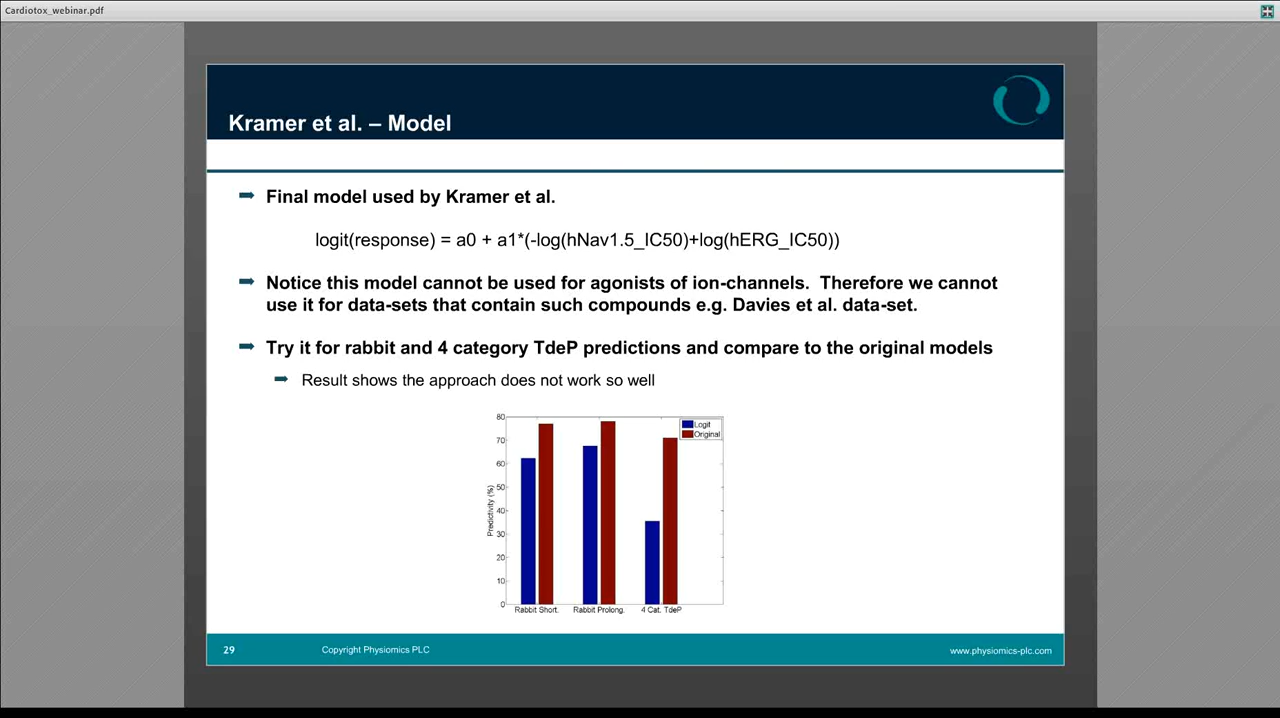 Cardiotox_webinar.pdf
Kramer et al. – Model
Final model used by Kramer et al.
logit(response) = a0 + a1*(-log(hNav1.5_IC50)+log(hERG_IC50))
Notice this model cannot be used for agonists of ion-channels.  Therefore we cannot
use it for data-sets that contain such compounds e.g. Davies et al. data-set.
Try it for rabbit and 4 category TdeP predictions and compare to the original models
Result shows the approach does not work so well
80
70
60
50
40
30
20
10
0
Predictivity (%)
Logit
Original
Rabbit Short.
Rabbit Prolong.
4 Cat. TdeP
29
Copyright Physiomics PLC
www.physiomics-plc.com